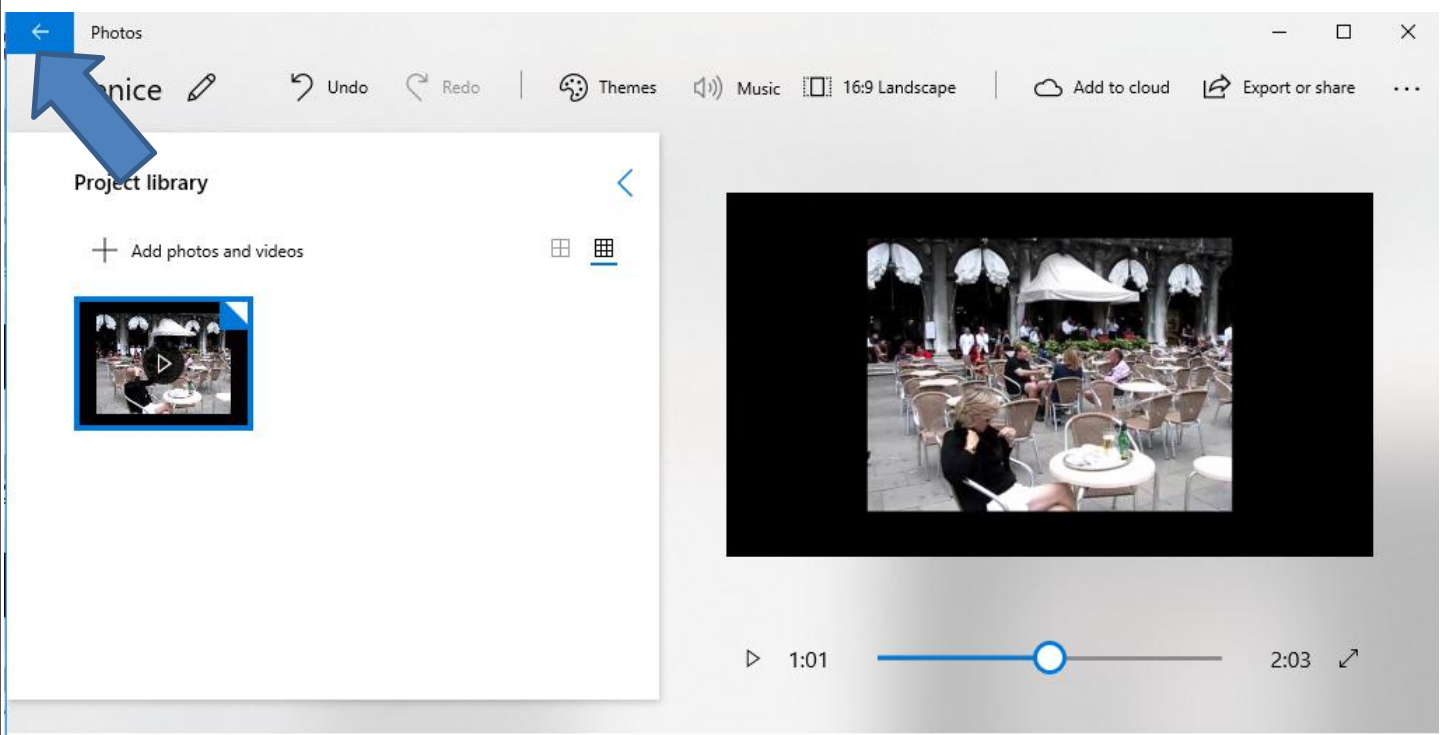 Photos
enice Undo Redo Themes Music 16:9 Landscape Add to cloud Export or share ...
Project library
Add photos and videos
1:01 2:03